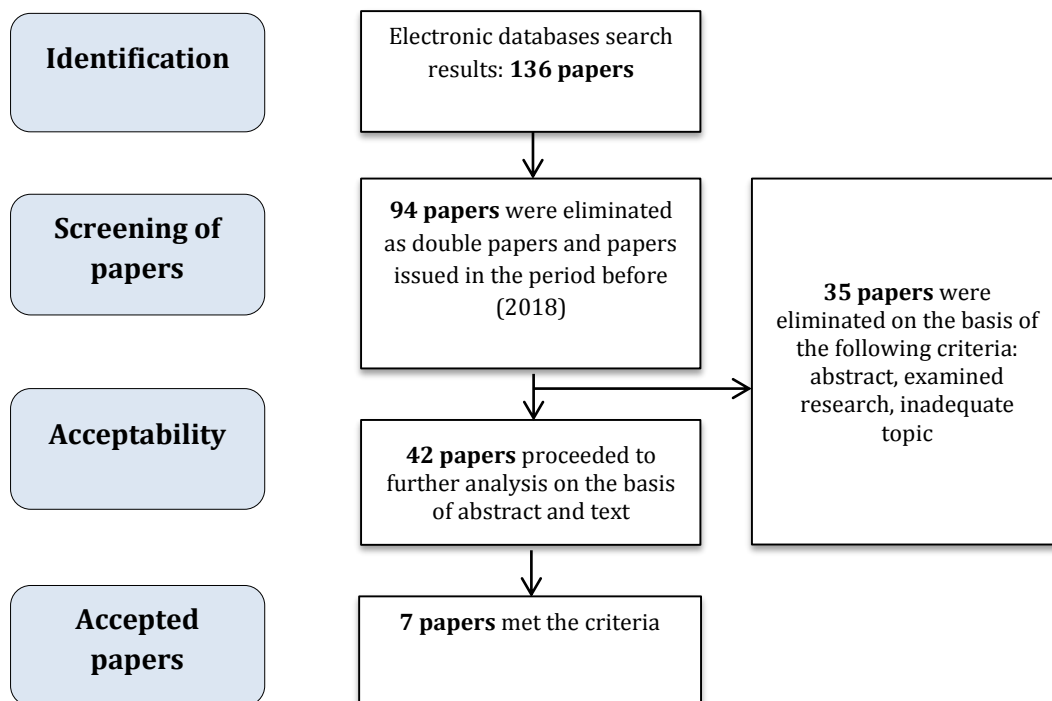 Identification
Electronic databases search
results: 136 papers
Screening of
papers
94 papers were eliminated
as double papers and papers
issued in the period before
(2018)
35 papers were
eliminated on the basis of
the following criteria:
abstract, examined
research, inadequate
topic
Acceptability
42 papers proceeded to
further analysis on the basis
of abstract and text
Accepted
papers
7 papers met the criteria